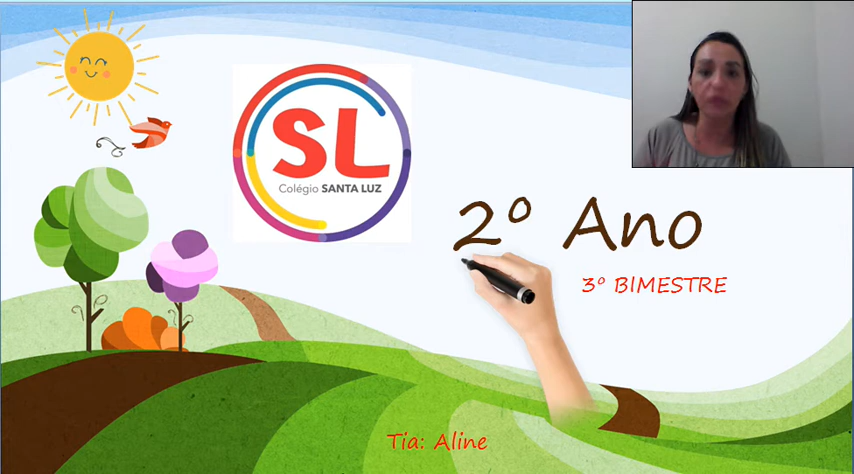 SL
Colégio SANTA LUZ
2º Ano
3º BIMESTRE
Tia: Aline